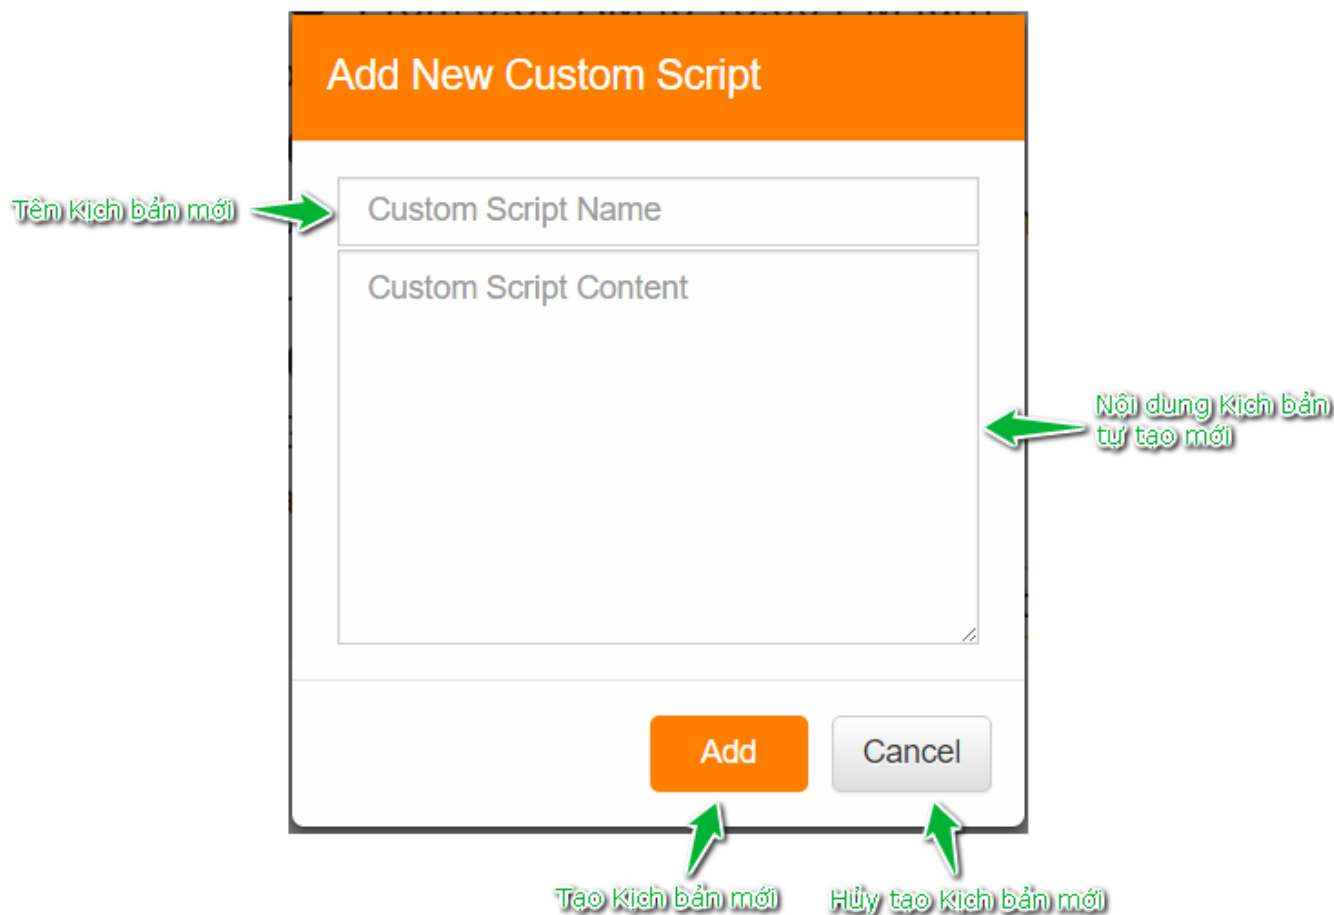 Add New Custom Script
Tên Kịch bản mới
Custom Script Name
Custom Script Content
Nội dung Kịch bản
tự tạo mới
Add
Cancel
Tạo Kịch bản mới
Hủy tạo Kịch bản mới